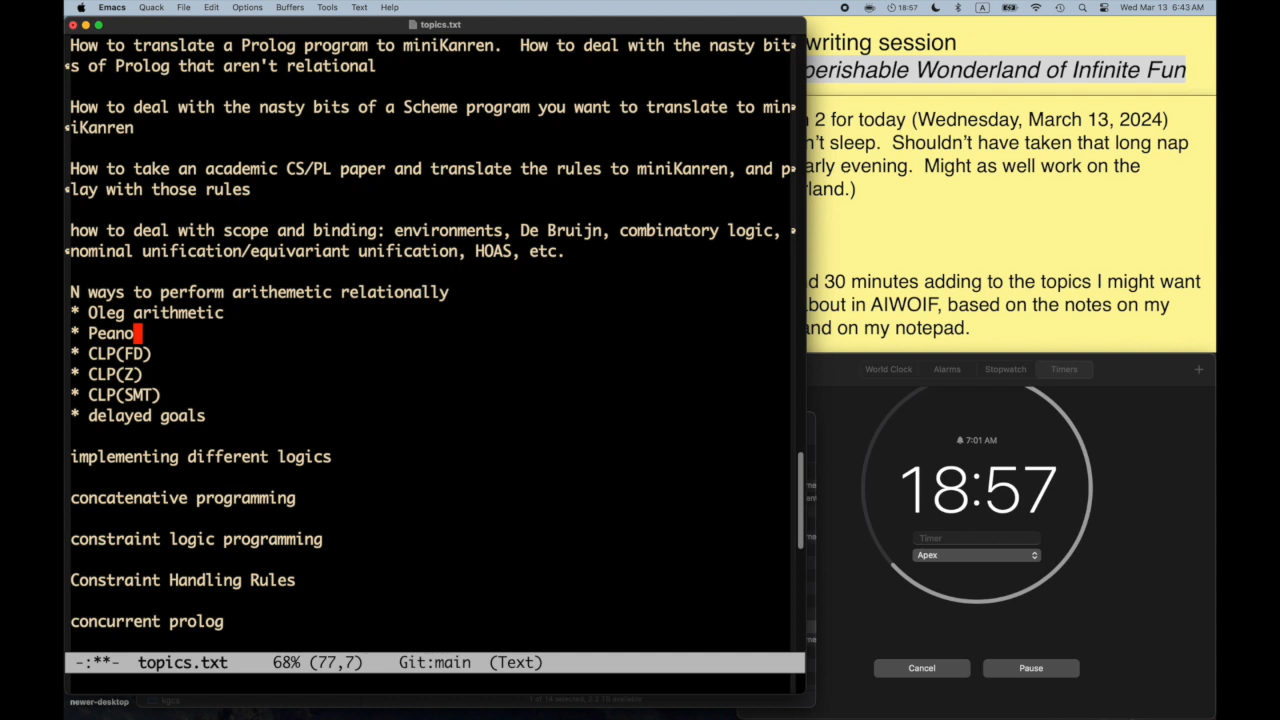 Emacs Quack File Edit Options Buffers Tools Text Help 18:57 A Wed Mar 13 6:43 AM
topics.txt
How to translate a Prolog program to miniKanren.  How to deal with the nasty bit
s of Prolog that aren't relational
How to deal with the nasty bits of a Scheme program you want to translate to min
iKanren
How to take an academic CS/PL paper and translate the rules to miniKanren, and p
lay with those rules
how to deal with scope and binding: environments, De Bruijn, combinatory logic,
nominal unification/equivariant unification, HOAS, etc.
N ways to perform arithemetic relationally
* Oleg arithmetic
* Peano
* CLP(FD)
* CLP(Z)
* CLP(SMT)
* delayed goals
implementing different logics
concatenative programming
constraint logic programming
Constraint Handling Rules
concurrent prolog
-:**-  topics.txt  68% (77,7)  Git:main  (Text)
newer-desktop
writing session
perishable Wonderland of Infinite Fun
2 for today (Wednesday, March 13, 2024)
n't sleep.  Shouldn't have taken that long nap
arly evening.  Might as well work on the
land.)
d 30 minutes adding to the topics I might want
bout in AIWOIF, based on the notes on my
and on my notepad.
World Clock Alarms Stopwatch Timers +
7:01 AM
18:57
Timer
Apex
Cancel Pause